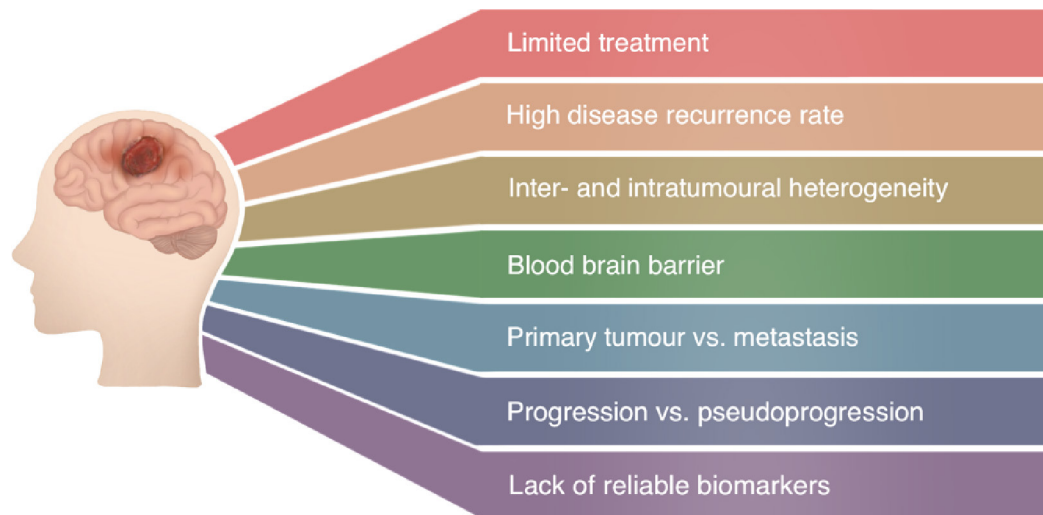 Limited treatment
High disease recurrence rate
Inter- and intratumoural heterogeneity
Blood brain barrier
Primary tumour vs. metastasis
Progression vs. pseudoprogression
Lack of reliable biomarkers